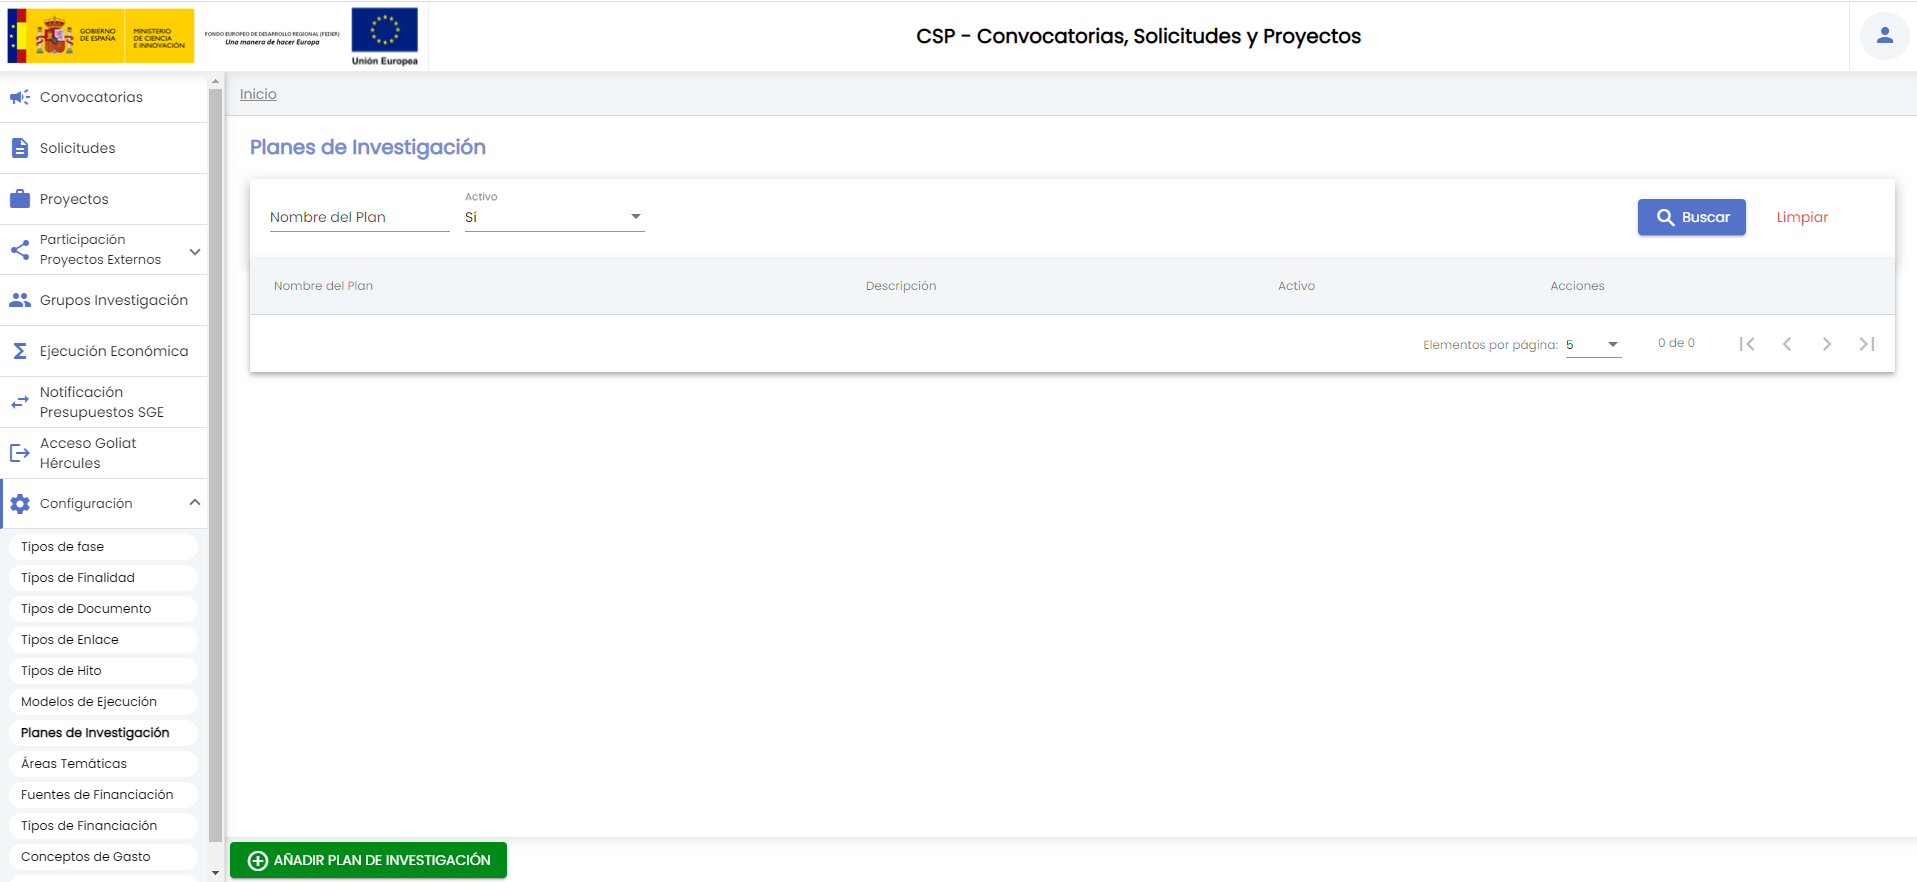 GOBIERNO
DE ESPAÑA
MINISTERIO
DE CIENCIA
E INNOVACIÓN
FONDO EUROPEO DE DESARROLLO REGIONAL (FEDER)
Una manera de hacer Europa
Unión Europea
CSP - Convocatorias, Solicitudes y Proyectos
Convocatorias
Solicitudes
Proyectos
Participación
Proyectos Externos
Grupos Investigación
Ejecución Económica
Notificación
Presupuestos SGE
Acceso Goliat
Hércules
Configuración
Tipos de fase
Tipos de Finalidad
Tipos de Documento
Tipos de Enlace
Tipos de Hito
Modelos de Ejecución
Planes de Investigación
Áreas Temáticas
Fuentes de Financiación
Tipos de Financiación
Conceptos de Gasto
Inicio
Planes de Investigación
Nombre del Plan
Activo
Sí
Buscar
Limpiar
Nombre del Plan Descripción Activo Acciones
Elementos por página: 5 0 de 0
AÑADIR PLAN DE INVESTIGACIÓN